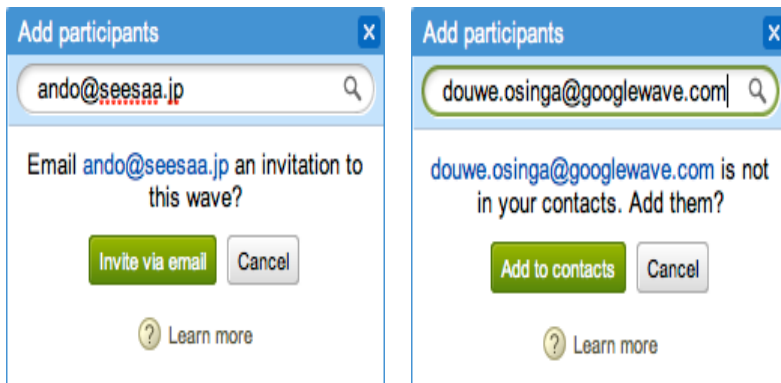 Add participants
ando@seesaa.jp
Email ando@seesaa.jp an invitation to
this wave?
Invite via email Cancel
? Learn more
Add participants
douwe.osinga@googlewave.com
douwe.osinga@googlewave.com is not
in your contacts. Add them?
Add to contacts Cancel
? Learn more